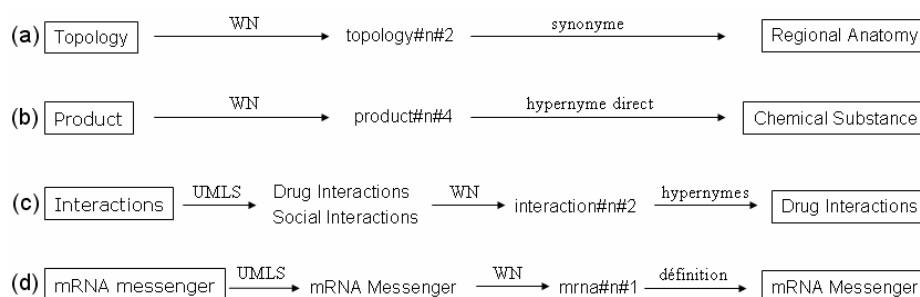 WN synonyme
(a) Topology topology#n#2 Regional Anatomy
WN hypernyme direct
(b) Product product#n#4 Chemical Substance
UMLS Drug Interactions WN hypernymes
(c) Interactions Social Interactions interaction#n#2 Drug Interactions
UMLS WN définition
(d) mRNA messenger mRNA Messenger mrna#n#1 mRNA Messenger